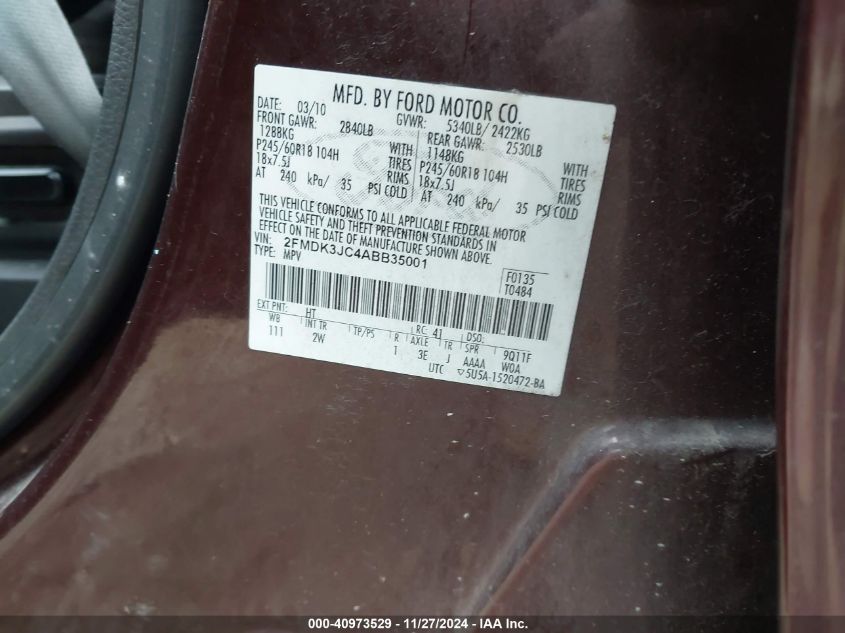 MFD. BY FORD MOTOR CO.
DATE: 03/10 GVWR: 5340LB/ 2422KG
FRONT GAWR: 2840LB REAR GAWR: 2530LB
1288KG WITH 1148KG WITH
P245/60R18 104H TIRES P245/60R18 104H TIRES
18x7.5J RIMS 18x7.5J RIMS
AT 240 kPa/ 35 PSI COLD AT 240 kPa/ 35 PSI COLD
THIS VEHICLE CONFORMS TO ALL APPLICABLE FEDERAL MOTOR
VEHICLE SAFETY AND THEFT PREVENTION STANDARDS IN
EFFECT ON THE DATE OF MANUFACTURE SHOWN ABOVE.
VIN: 2FMDK3JC4ABB35001
TYPE: MPV
F0135
T0484
EXT PNT: HT RC: 41 DSO:
WB INT TR TP/PS R AXLE TR SPR 9Q11F
111 2W 1 3E J AAAA W0A
UTC ▽5U5A-1520472-BA
000-40973529 - 11/27/2024 - IAA Inc.